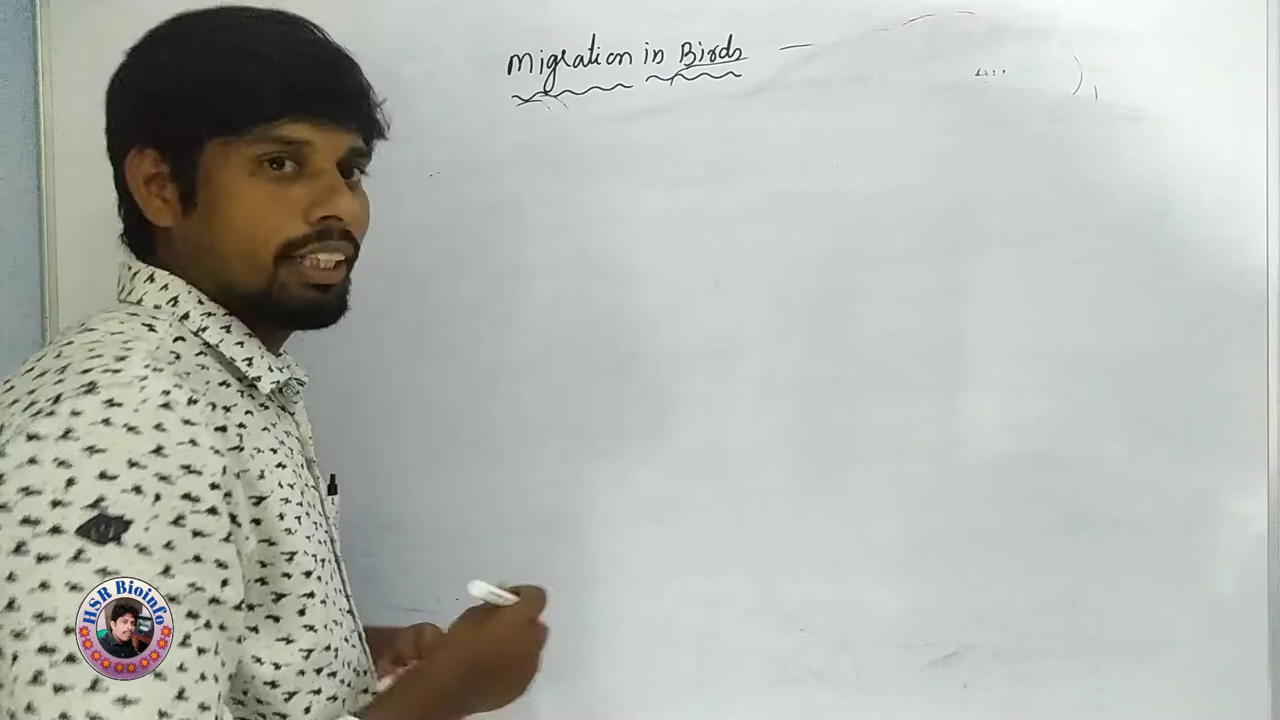 Migration in Birds —
HSR Bioinfo